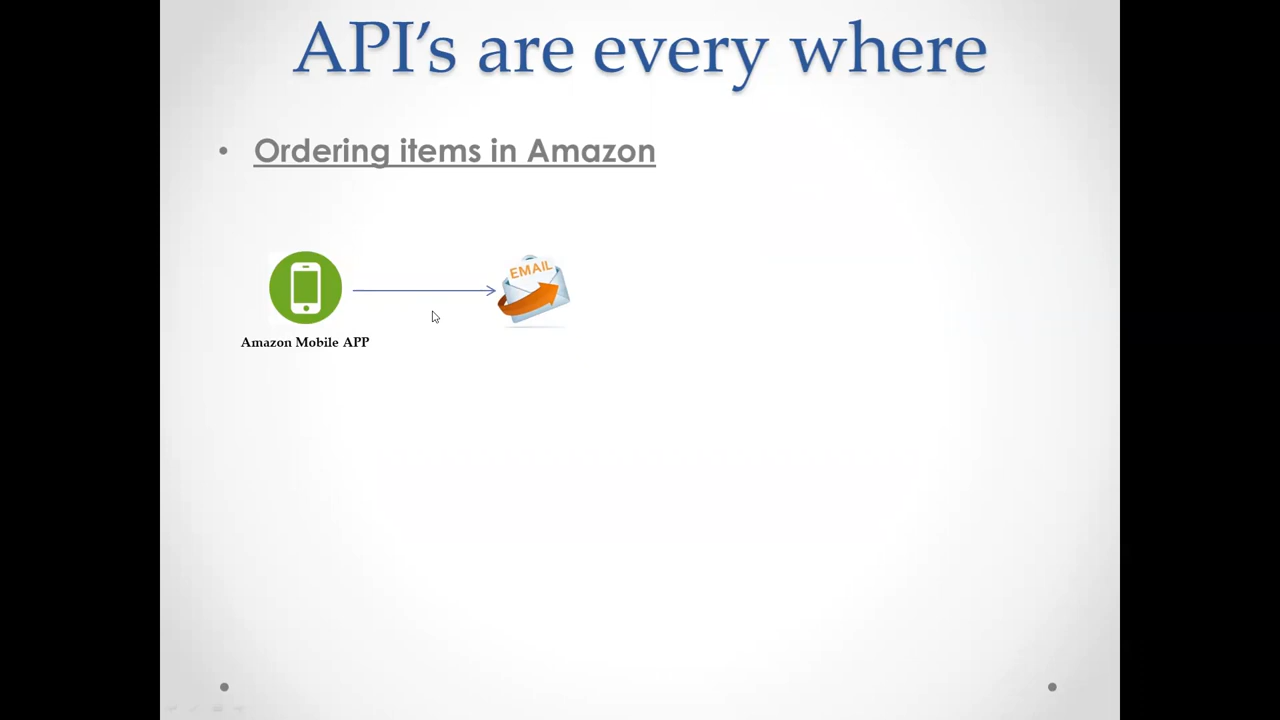 API’s are every where
• Ordering items in Amazon
EMAIL
Amazon Mobile APP